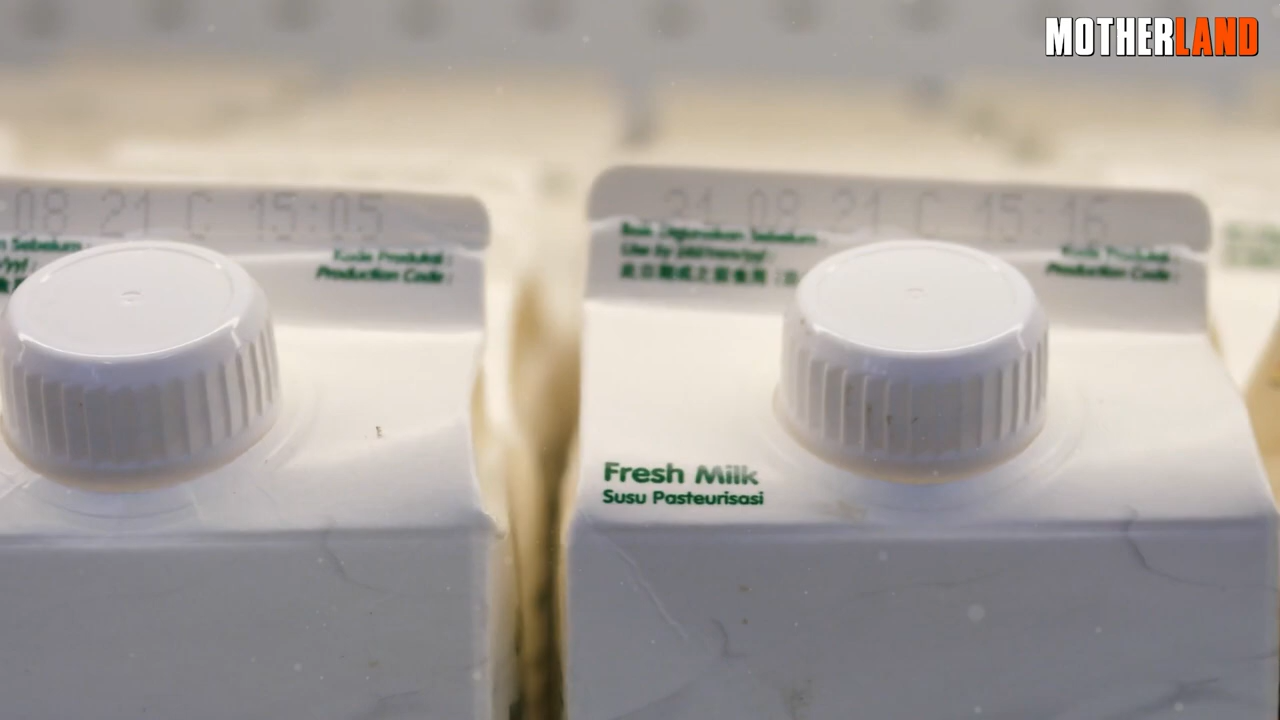 MOTHERLAND
08 21 C 15:05
Kode Produksi :
Production Code :
31 08 21 C 15:16
Baik Digunakan Sebelum
Use by
Kode Produksi :
Production Code :
Fresh Milk
Susu Pasteurisasi